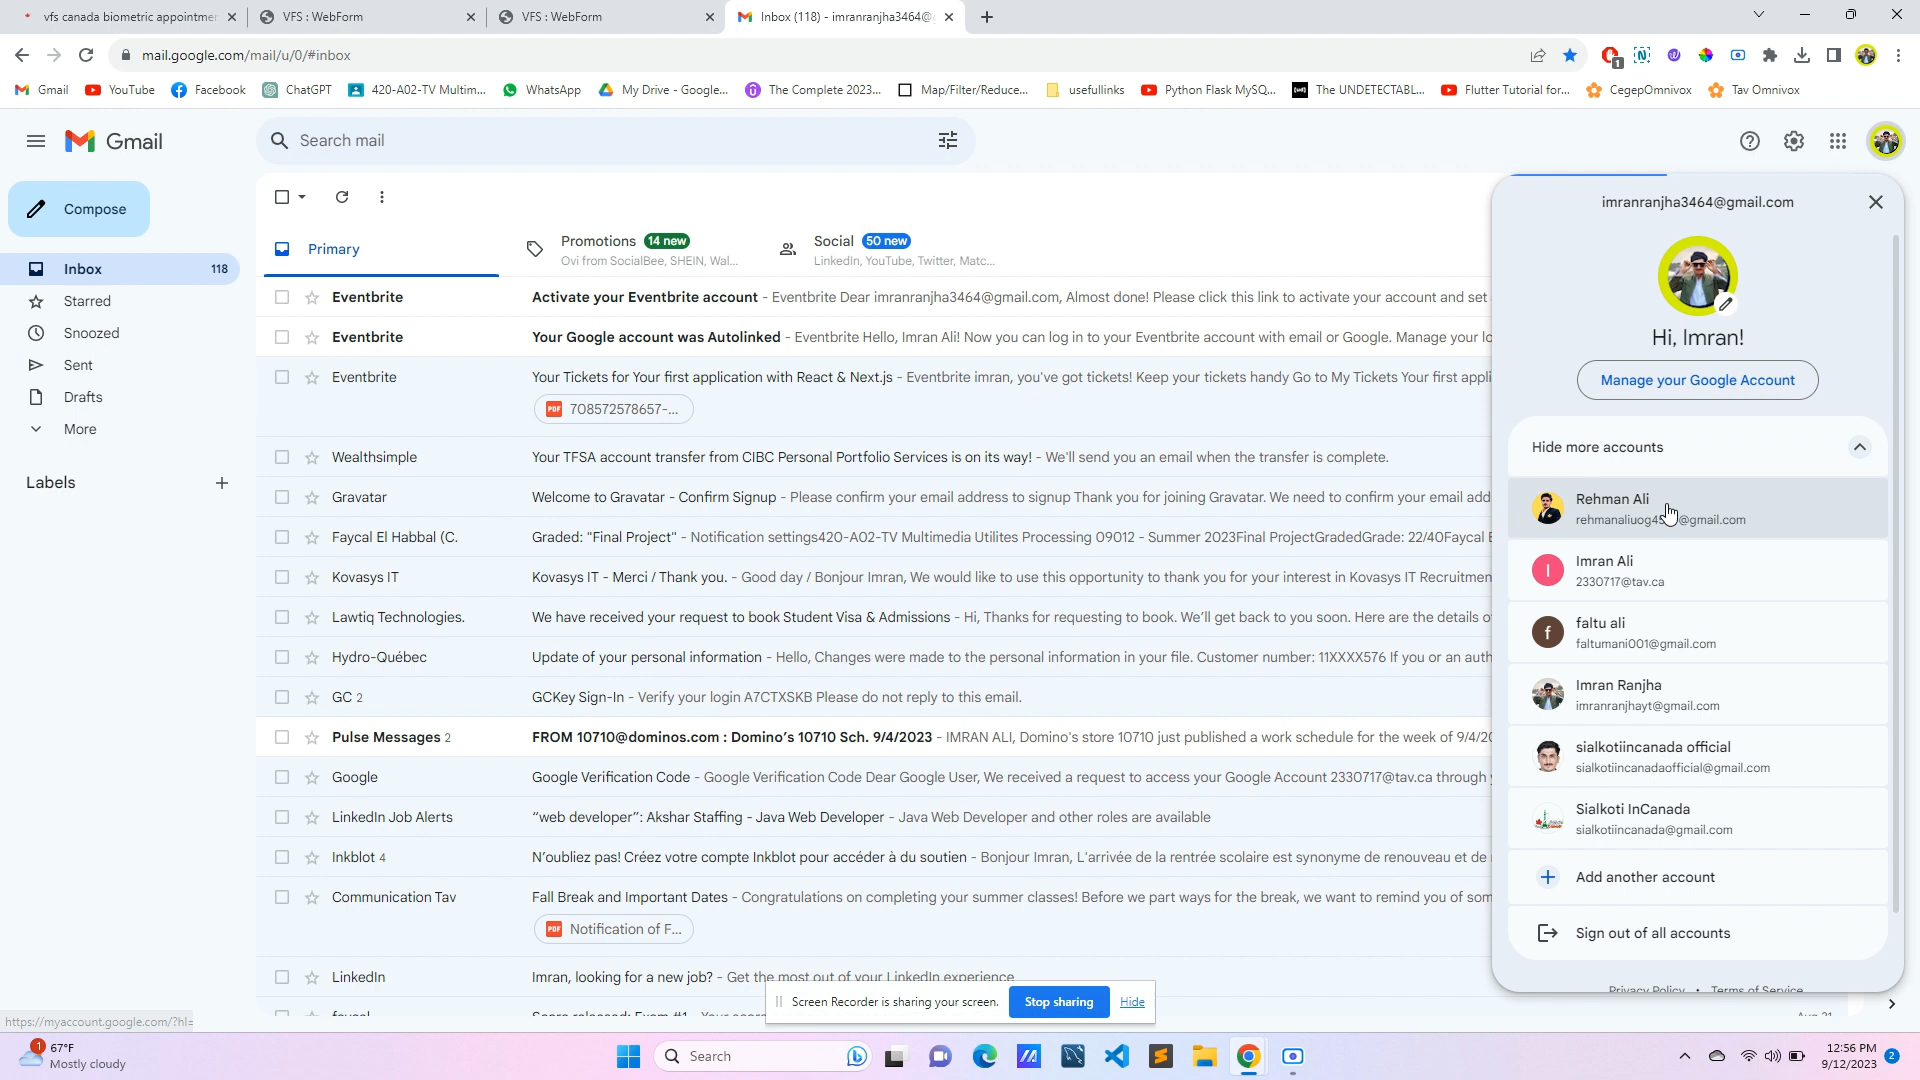 vfs canada biometric appointmen
VFS : WebForm
VFS : WebForm
Inbox (118) - imranranjha3464@
mail.google.com/mail/u/0/#inbox
1
Gmail
YouTube
Facebook
ChatGPT
420-A02-TV Multim...
WhatsApp
My Drive - Google...
The Complete 2023...
Map/Filter/Reduce...
usefullinks
Python Flask MySQ...
The UNDETECTABL...
Flutter Tutorial for...
CegepOmnivox
Tav Omnivox
Gmail
Search mail
Compose
Inbox 118
Starred
Snoozed
Sent
Drafts
More
Labels
Primary
Promotions 14 new
Ovi from SocialBee, SHEIN, Wal...
Social 50 new
LinkedIn, YouTube, Twitter, Matc...
Eventbrite Activate your Eventbrite account - Eventbrite Dear imranranjha3464@gmail.com, Almost done! Please click this link to activate your account and set
Eventbrite Your Google account was Autolinked - Eventbrite Hello, Imran Ali! Now you can log in to your Eventbrite account with email or Google. Manage your lo
Eventbrite Your Tickets for Your first application with React & Next.js - Eventbrite imran, you've got tickets! Keep your tickets handy Go to My Tickets Your first appli
PDF 708572578657-...
Wealthsimple Your TFSA account transfer from CIBC Personal Portfolio Services is on its way! - We'll send you an email when the transfer is complete.
Gravatar Welcome to Gravatar - Confirm Signup - Please confirm your email address to signup Thank you for joining Gravatar. We need to confirm your email add
Faycal El Habbal (C. Graded: "Final Project" - Notification settings420-A02-TV Multimedia Utilites Processing 09012 - Summer 2023Final ProjectGradedGrade: 22/40Faycal E
Kovasys IT Kovasys IT - Merci / Thank you. - Good day / Bonjour Imran, We would like to use this opportunity to thank you for your interest in Kovasys IT Recruitmen
Lawtiq Technologies. We have received your request to book Student Visa & Admissions - Hi, Thanks for requesting to book. We'll get back to you soon. Here are the details o
Hydro-Québec Update of your personal information - Hello, Changes were made to the personal information in your file. Customer number: 11XXXX576 If you or an auth
GC 2 GCKey Sign-In - Verify your login A7CTXSKB Please do not reply to this email.
Pulse Messages 2 FROM 10710@dominos.com : Domino's 10710 Sch. 9/4/2023 - IMRAN ALI, Domino's store 10710 just published a work schedule for the week of 9/4/20
Google Google Verification Code - Google Verification Code Dear Google User, We received a request to access your Google Account 2330717@tav.ca through
LinkedIn Job Alerts "web developer": Akshar Staffing - Java Web Developer - Java Web Developer and other roles are available
Inkblot 4 N'oubliez pas! Créez votre compte Inkblot pour accéder à du soutien - Bonjour Imran, L'arrivée de la rentrée scolaire est synonyme de renouveau et de
Communication Tav Fall Break and Important Dates - Congratulations on completing your summer classes! Before we part ways for the break, we want to remind you of som
PDF Notification of F...
LinkedIn Imran, looking for a new job? - Get the most out of your LinkedIn experience
imranranjha3464@gmail.com
Hi, Imran!
Manage your Google Account
Hide more accounts
Rehman Ali
@gmail.com
I
Imran Ali
2330717@tav.ca
f
faltu ali
faltumani001@gmail.com
Imran Ranjha
imranranjhayt@gmail.com
sialkotiincanada official
sialkotiincanadaofficial@gmail.com
Sialkoti InCanada
sialkotiincanada@gmail.com
Add another account
Sign out of all accounts
Privacy Policy • Terms of Service
Screen Recorder is sharing your screen.
Stop sharing
Hide
https://myaccount.google.com/?hl=
1
67°F
Mostly cloudy
Search
12:56 PM
9/12/2023
2